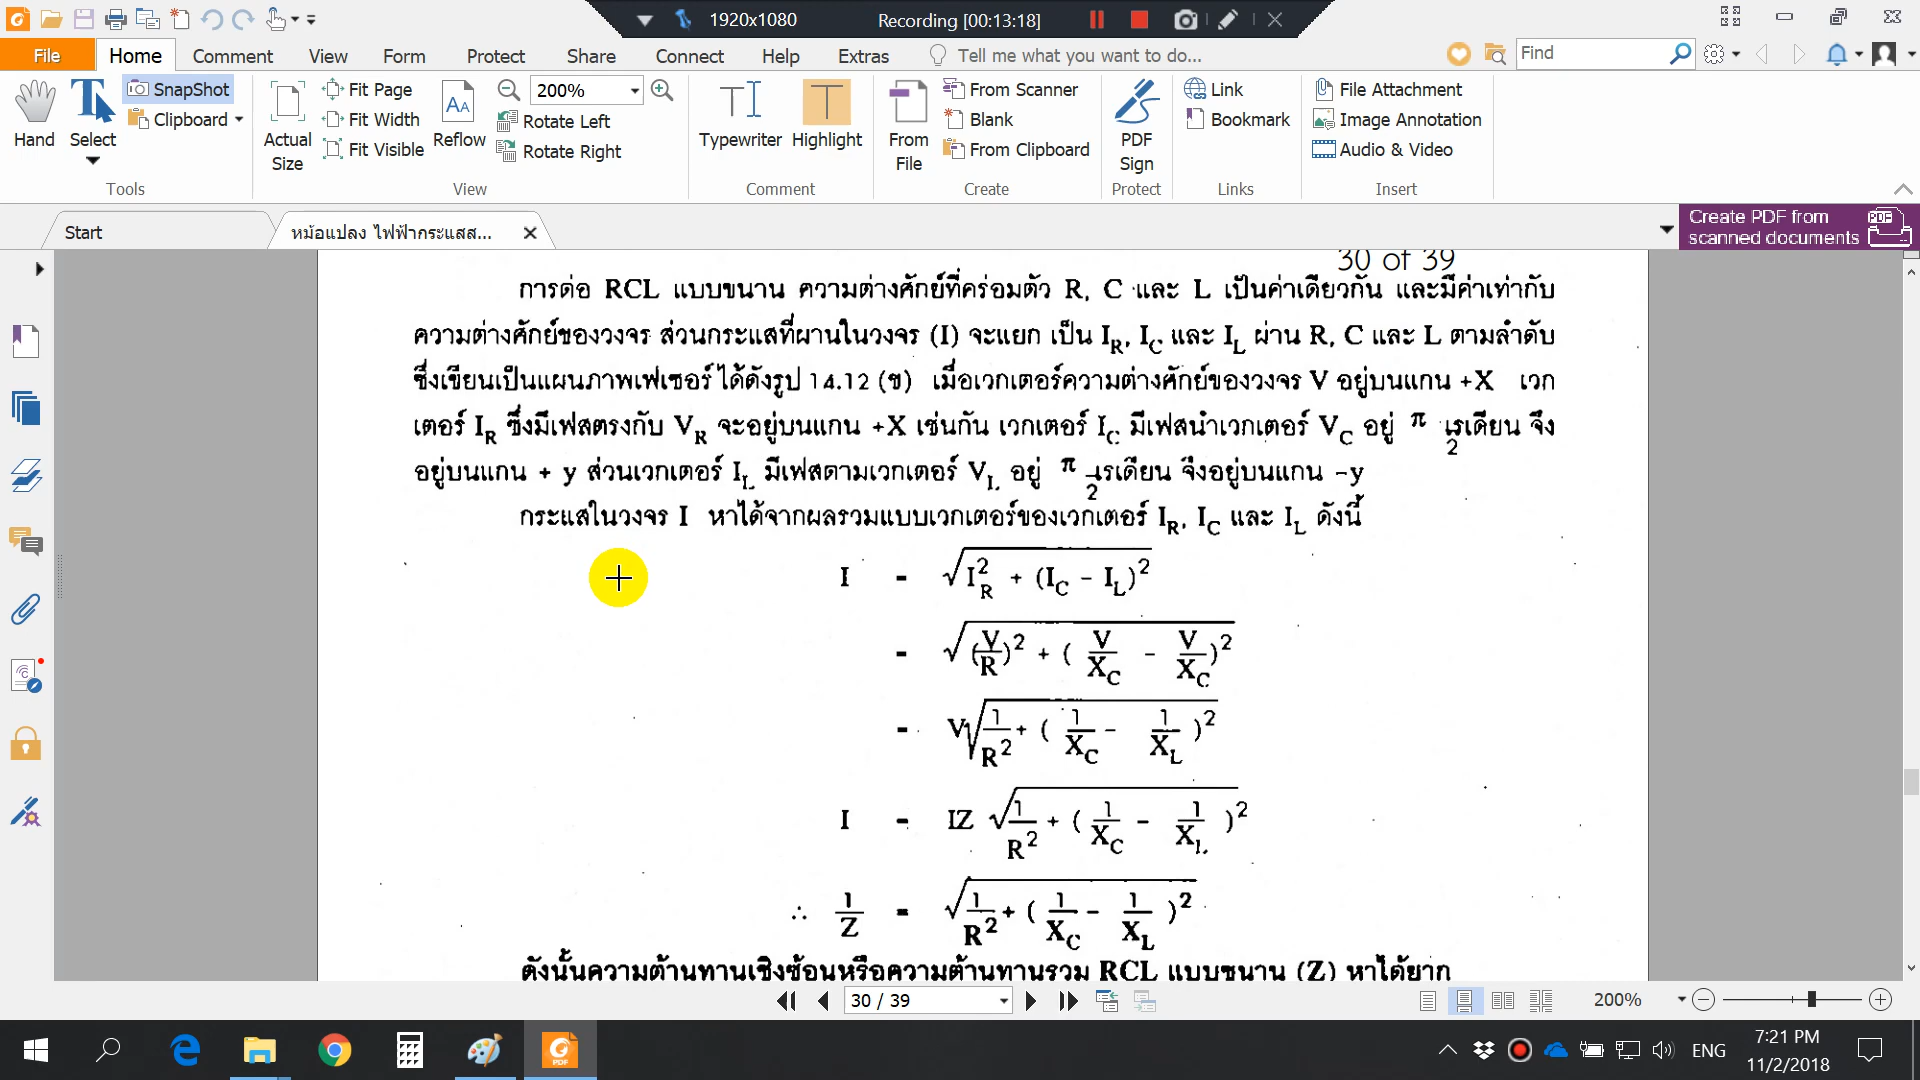 1920x1080 Recording [00:13:18]
File Home Comment View Form Protect Share Connect Help Extras Tell me what you want to do... Find
Hand Select SnapShot Clipboard Tools
Actual Size Fit Page Fit Width Fit Visible Reflow 200% Rotate Left Rotate Right View
Typewriter Highlight Comment
From File From Scanner Blank From Clipboard Create
PDF Sign Protect
Link Bookmark Links
File Attachment Image Annotation Audio & Video Insert
Start หม้อแปลง ไฟฟ้ากระแสส... Create PDF from
scanned documents
30 of 39
การต่อ RCL แบบขนาน ความต่างศักย์ที่คร่อมตัว R, C และ L เป็นค่าเดียวกัน และมีค่าเท่ากับ
ความต่างศักย์ของวงจร ส่วนกระแสที่ผ่านในวงจร (I) จะแยก เป็น I_R, I_C และ I_L ผ่าน R, C และ L ตามลำดับ
ซึ่งเขียนเป็นแผนภาพเฟเซอร์ได้ดังรูป 14.12 (ข) เมื่อเวกเตอร์ความต่างศักย์ของวงจร V อยู่บนแกน +X เวก
เตอร์ I_R ซึ่งมีเฟสตรงกับ V_R จะอยู่บนแกน +X เช่นกัน เวกเตอร์ I_C มีเฟสนำเวกเตอร์ V_C อยู่ π/2 เรเดียน จึง
อยู่บนแกน + y ส่วนเวกเตอร์ I_L มีเฟสตามเวกเตอร์ V_L อยู่ π/2 เรเดียน จึงอยู่บนแกน -y
กระแสในวงจร I หาได้จากผลรวมแบบเวกเตอร์ของเวกเตอร์ I_R, I_C และ I_L ดังนี้
I = √(I_R² + (I_C - I_L)²)
= √((V/R)² + (V/X_C - V/X_C)²)
= V√(1/R² + (1/X_C - 1/X_L)²)
I = IZ √(1/R² + (1/X_C - 1/X_L)²)
∴ 1/Z = √(1/R² + (1/X_C - 1/X_L)²)
ดังนั้นความต้านทานเชิงซ้อนหรือความต้านทานรวม RCL แบบขนาน (Z) หาได้ยาก
30 / 39 200%
ENG 7:21 PM
11/2/2018